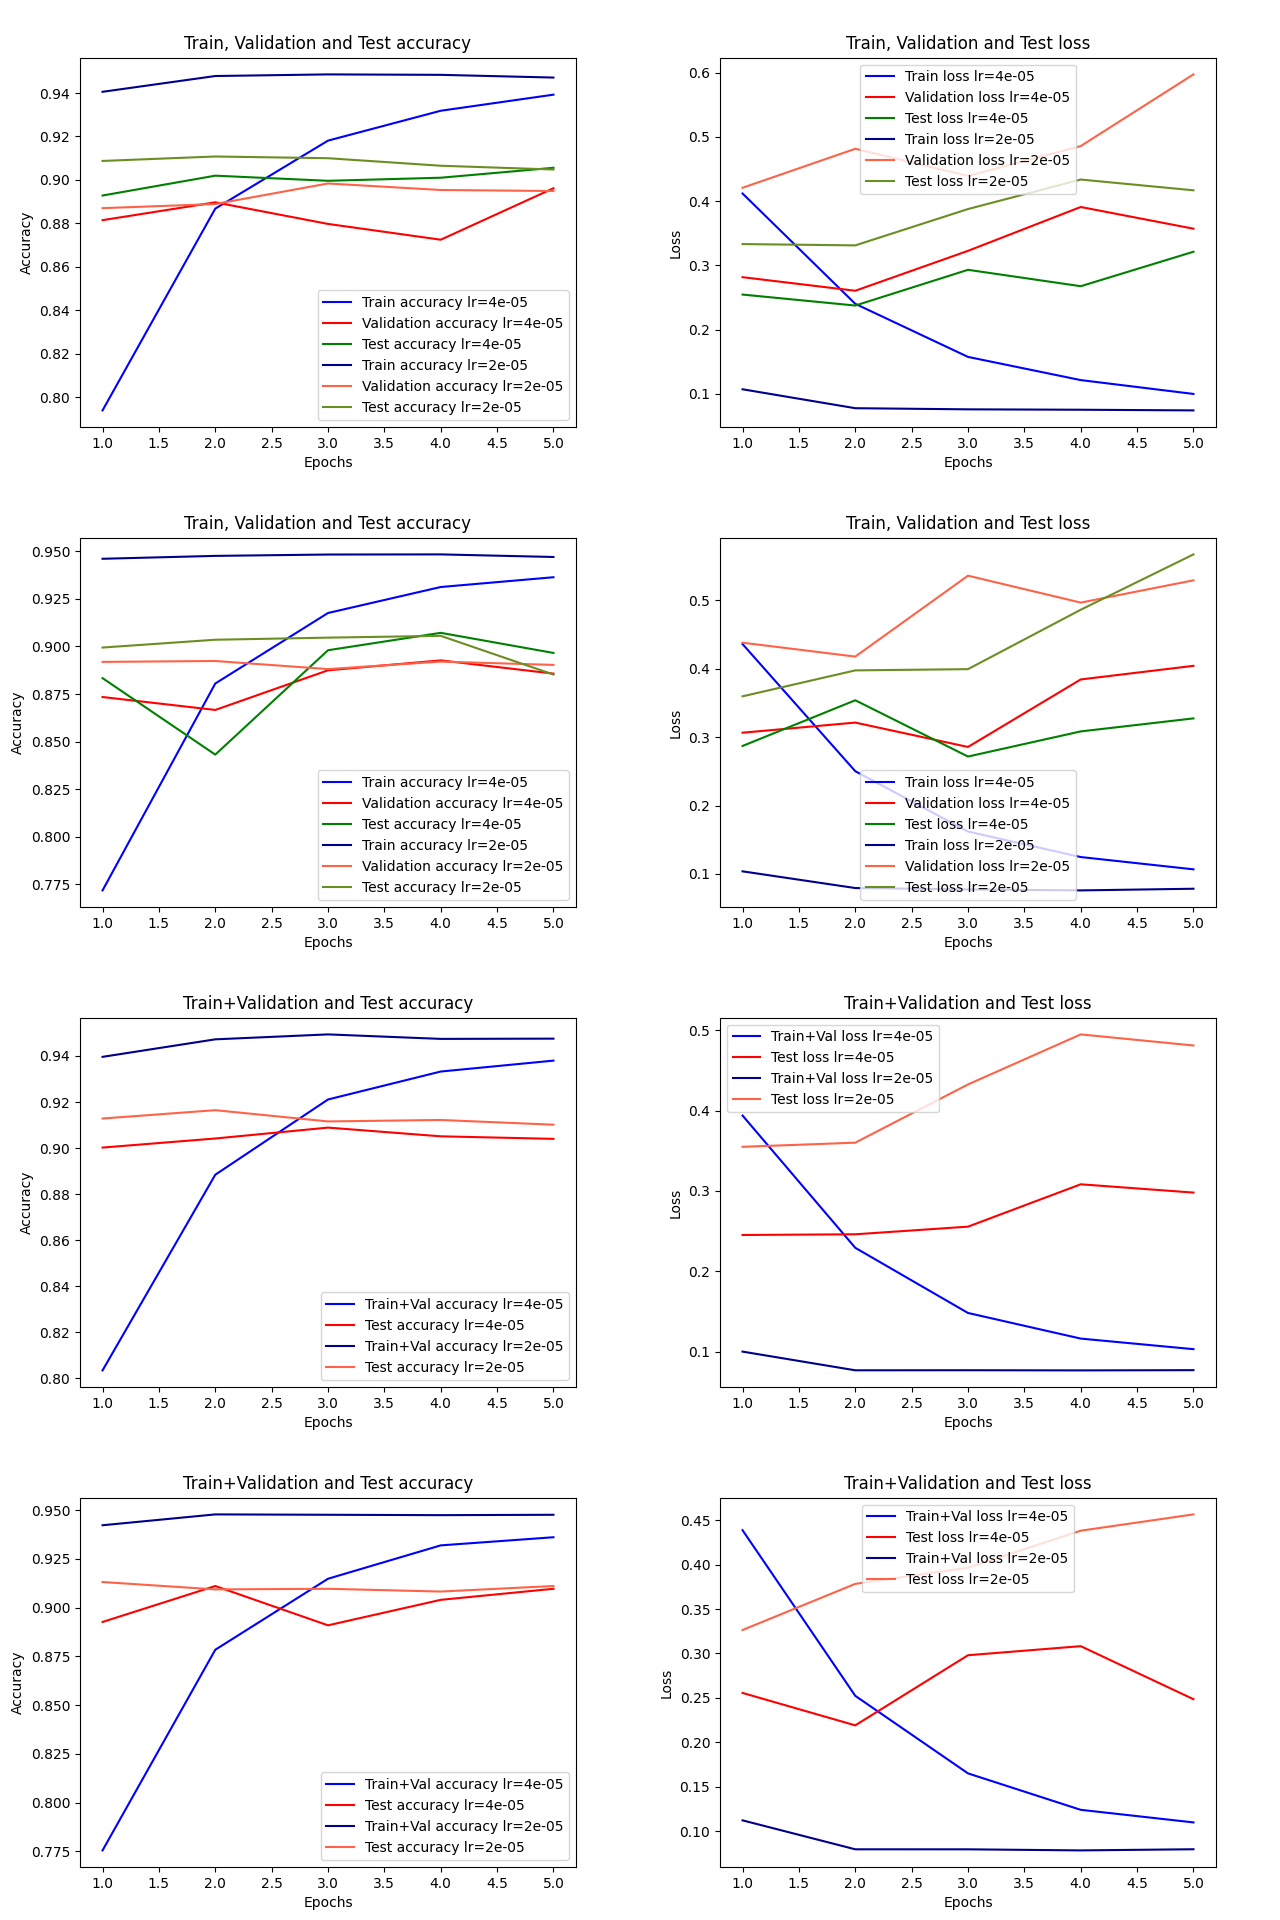 Train, Validation and Test accuracy
Accuracy
0.94
0.92
0.90
0.88
0.86
0.84
0.82
0.80
Train accuracy lr=4e-05
Validation accuracy lr=4e-05
Test accuracy lr=4e-05
Train accuracy lr=2e-05
Validation accuracy lr=2e-05
Test accuracy lr=2e-05
1.0 1.5 2.0 2.5 3.0 3.5 4.0 4.5 5.0
Epochs
Train, Validation and Test loss
Loss
0.6
0.5
0.4
0.3
0.2
0.1
Train loss lr=4e-05
Validation loss lr=4e-05
Test loss lr=4e-05
Train loss lr=2e-05
Validation loss lr=2e-05
Test loss lr=2e-05
1.0 1.5 2.0 2.5 3.0 3.5 4.0 4.5 5.0
Epochs
Train, Validation and Test accuracy
Accuracy
0.950
0.925
0.900
0.875
0.850
0.825
0.800
0.775
Train accuracy lr=4e-05
Validation accuracy lr=4e-05
Test accuracy lr=4e-05
Train accuracy lr=2e-05
Validation accuracy lr=2e-05
Test accuracy lr=2e-05
1.0 1.5 2.0 2.5 3.0 3.5 4.0 4.5 5.0
Epochs
Train, Validation and Test loss
Loss
0.5
0.4
0.3
0.2
0.1
Train loss lr=4e-05
Validation loss lr=4e-05
Test loss lr=4e-05
Train loss lr=2e-05
Validation loss lr=2e-05
Test loss lr=2e-05
1.0 1.5 2.0 2.5 3.0 3.5 4.0 4.5 5.0
Epochs
Train+Validation and Test accuracy
Accuracy
0.94
0.92
0.90
0.88
0.86
0.84
0.82
0.80
Train+Val accuracy lr=4e-05
Test accuracy lr=4e-05
Train+Val accuracy lr=2e-05
Test accuracy lr=2e-05
1.0 1.5 2.0 2.5 3.0 3.5 4.0 4.5 5.0
Epochs
Train+Validation and Test loss
Loss
0.5
0.4
0.3
0.2
0.1
Train+Val loss lr=4e-05
Test loss lr=4e-05
Train+Val loss lr=2e-05
Test loss lr=2e-05
1.0 1.5 2.0 2.5 3.0 3.5 4.0 4.5 5.0
Epochs
Train+Validation and Test accuracy
Accuracy
0.950
0.925
0.900
0.875
0.850
0.825
0.800
0.775
Train+Val accuracy lr=4e-05
Test accuracy lr=4e-05
Train+Val accuracy lr=2e-05
Test accuracy lr=2e-05
1.0 1.5 2.0 2.5 3.0 3.5 4.0 4.5 5.0
Epochs
Train+Validation and Test loss
Loss
0.45
0.40
0.35
0.30
0.25
0.20
0.15
0.10
Train+Val loss lr=4e-05
Test loss lr=4e-05
Train+Val loss lr=2e-05
Test loss lr=2e-05
1.0 1.5 2.0 2.5 3.0 3.5 4.0 4.5 5.0
Epochs